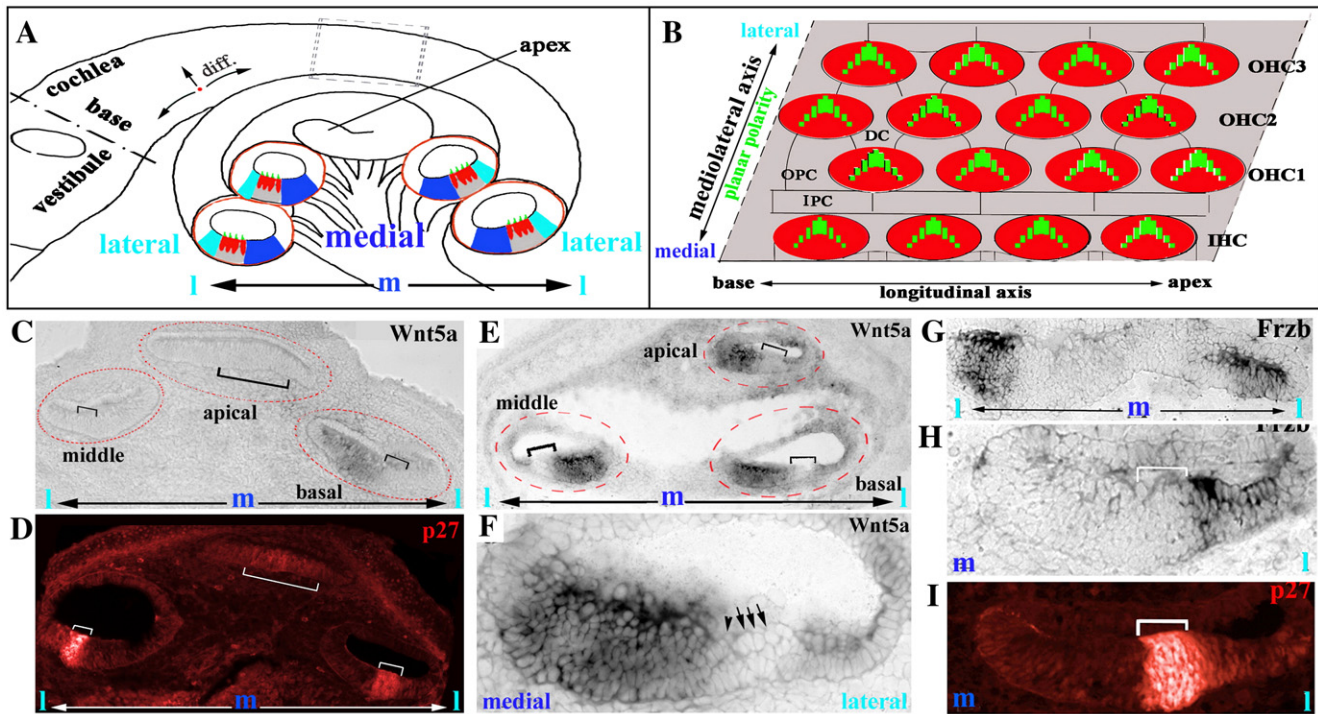 A
cochlea
diff.
apex
base
vestibule
lateral
medial
lateral
l
m
l
B
lateral
mediolateral axis
planar polarity
medial
OHC3
OHC2
DC
OPC
OHC1
IPC
IHC
base
apex
longitudinal axis
C
Wnt5a
apical
middle
basal
l
m
l
D
p27
l
m
l
E
Wnt5a
apical
middle
basal
l
m
l
F
Wnt5a
medial
lateral
G
Frzb
l
m
l
H
Frzb
m
l
I
p27
m
l